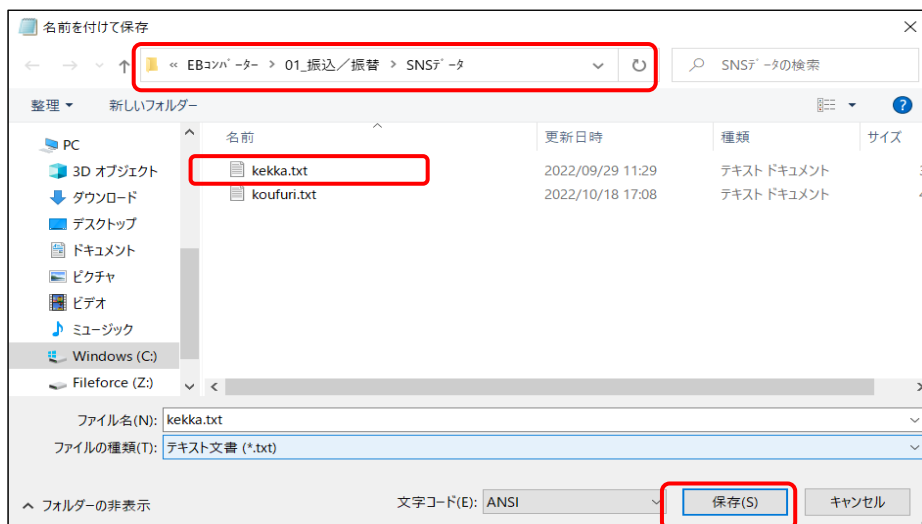 名前を付けて保存
« EBｺﾝﾊﾞｰﾀｰ > 01_振込／振替 > SNSﾃﾞｰﾀ
SNSﾃﾞｰﾀの検索
整理 新しいフォルダー
名前 更新日時 種類 サイズ
PC
3D オブジェクト
ダウンロード
デスクトップ
ドキュメント
ピクチャ
ビデオ
ミュージック
Windows (C:)
Fileforce (Z:)
kekka.txt 2022/09/29 11:29 テキスト ドキュメント
koufuri.txt 2022/10/18 17:08 テキスト ドキュメント
ファイル名(N): kekka.txt
ファイルの種類(T): テキスト文書 (*.txt)
フォルダーの非表示
文字コード(E): ANSI
保存(S)
キャンセル